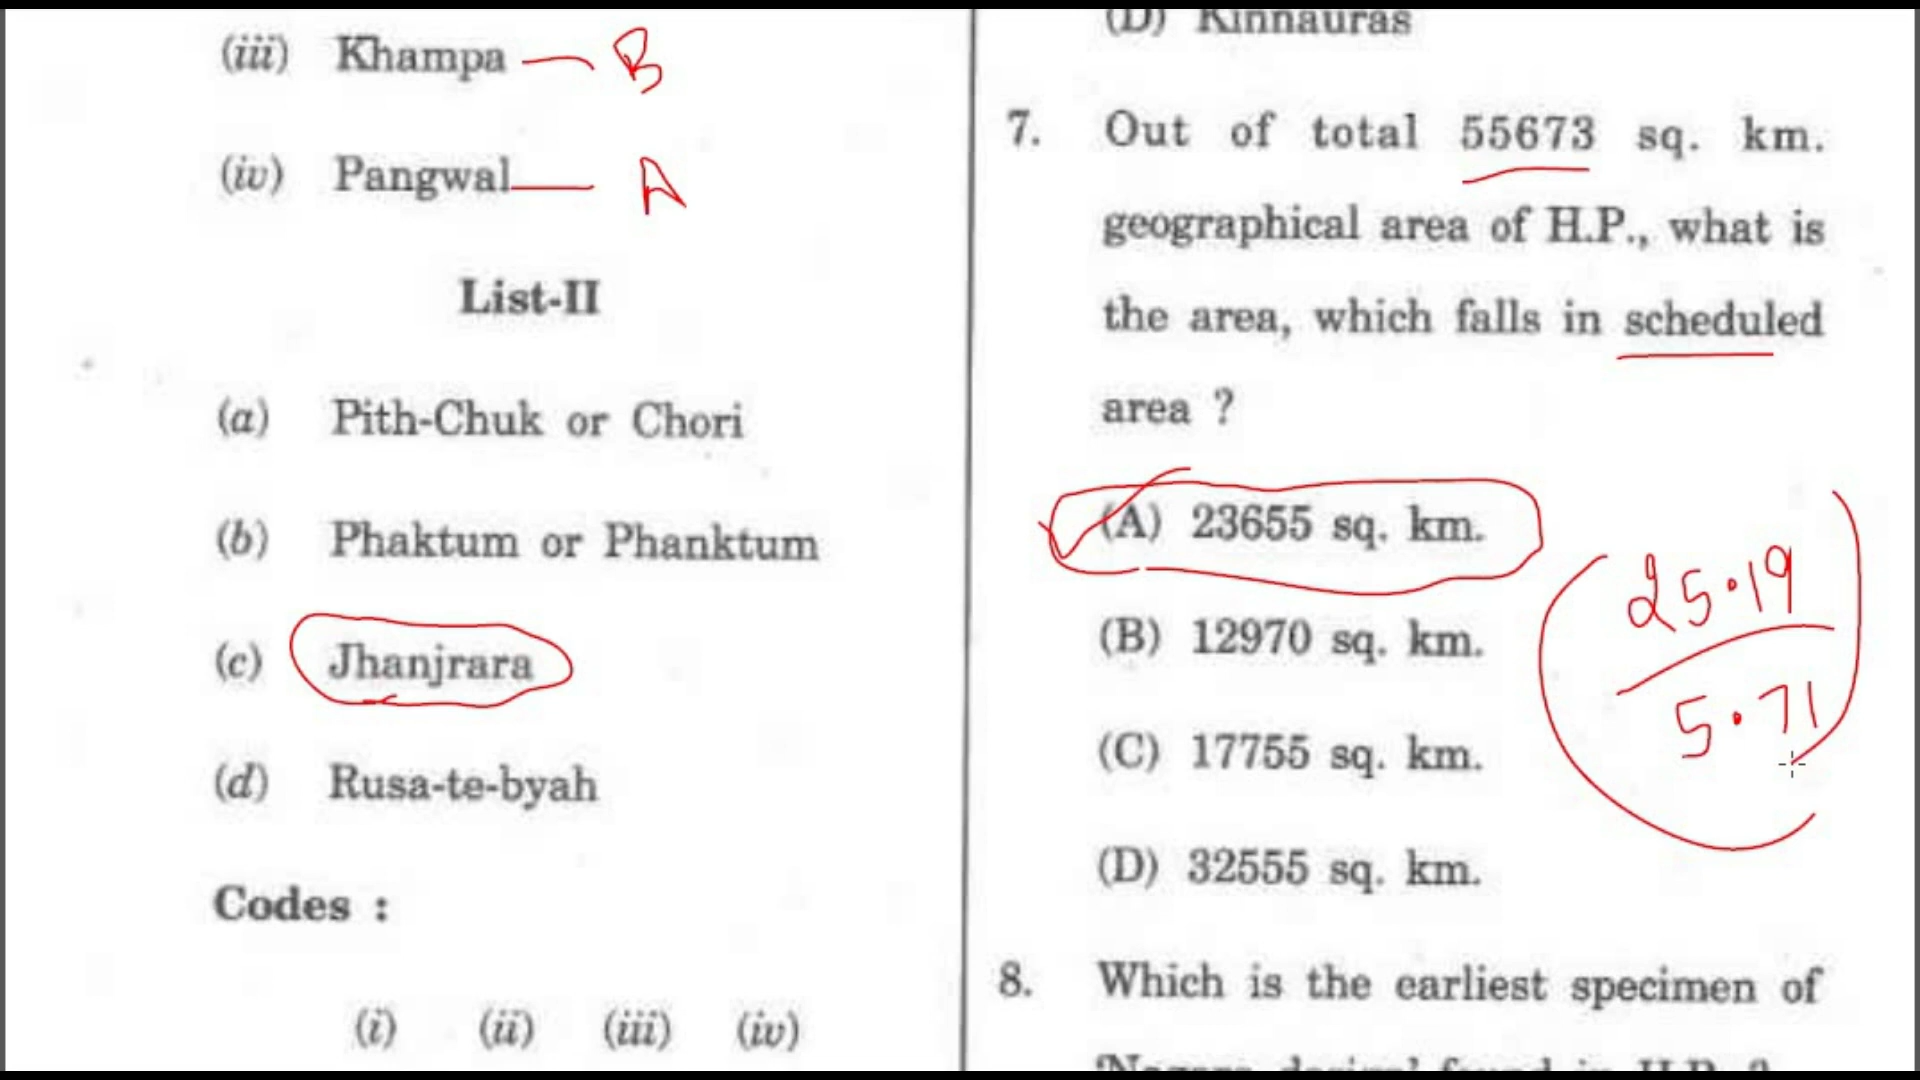 (iii) Khampa — B
(iv) Pangwal — A
List-II
(a) Pith-Chuk or Chori
(b) Phaktum or Phanktum
(c) Jhanjrara
(d) Rusa-te-byah
Codes :
(i) (ii) (iii) (iv)
(D) Kinnauras
7. Out of total 55673 sq. km.
geographical area of H.P., what is
the area, which falls in scheduled
area ?
(A) 23655 sq. km.
(B) 12970 sq. km.
(C) 17755 sq. km.
(D) 32555 sq. km.
25.19
5.71
8. Which is the earliest specimen of